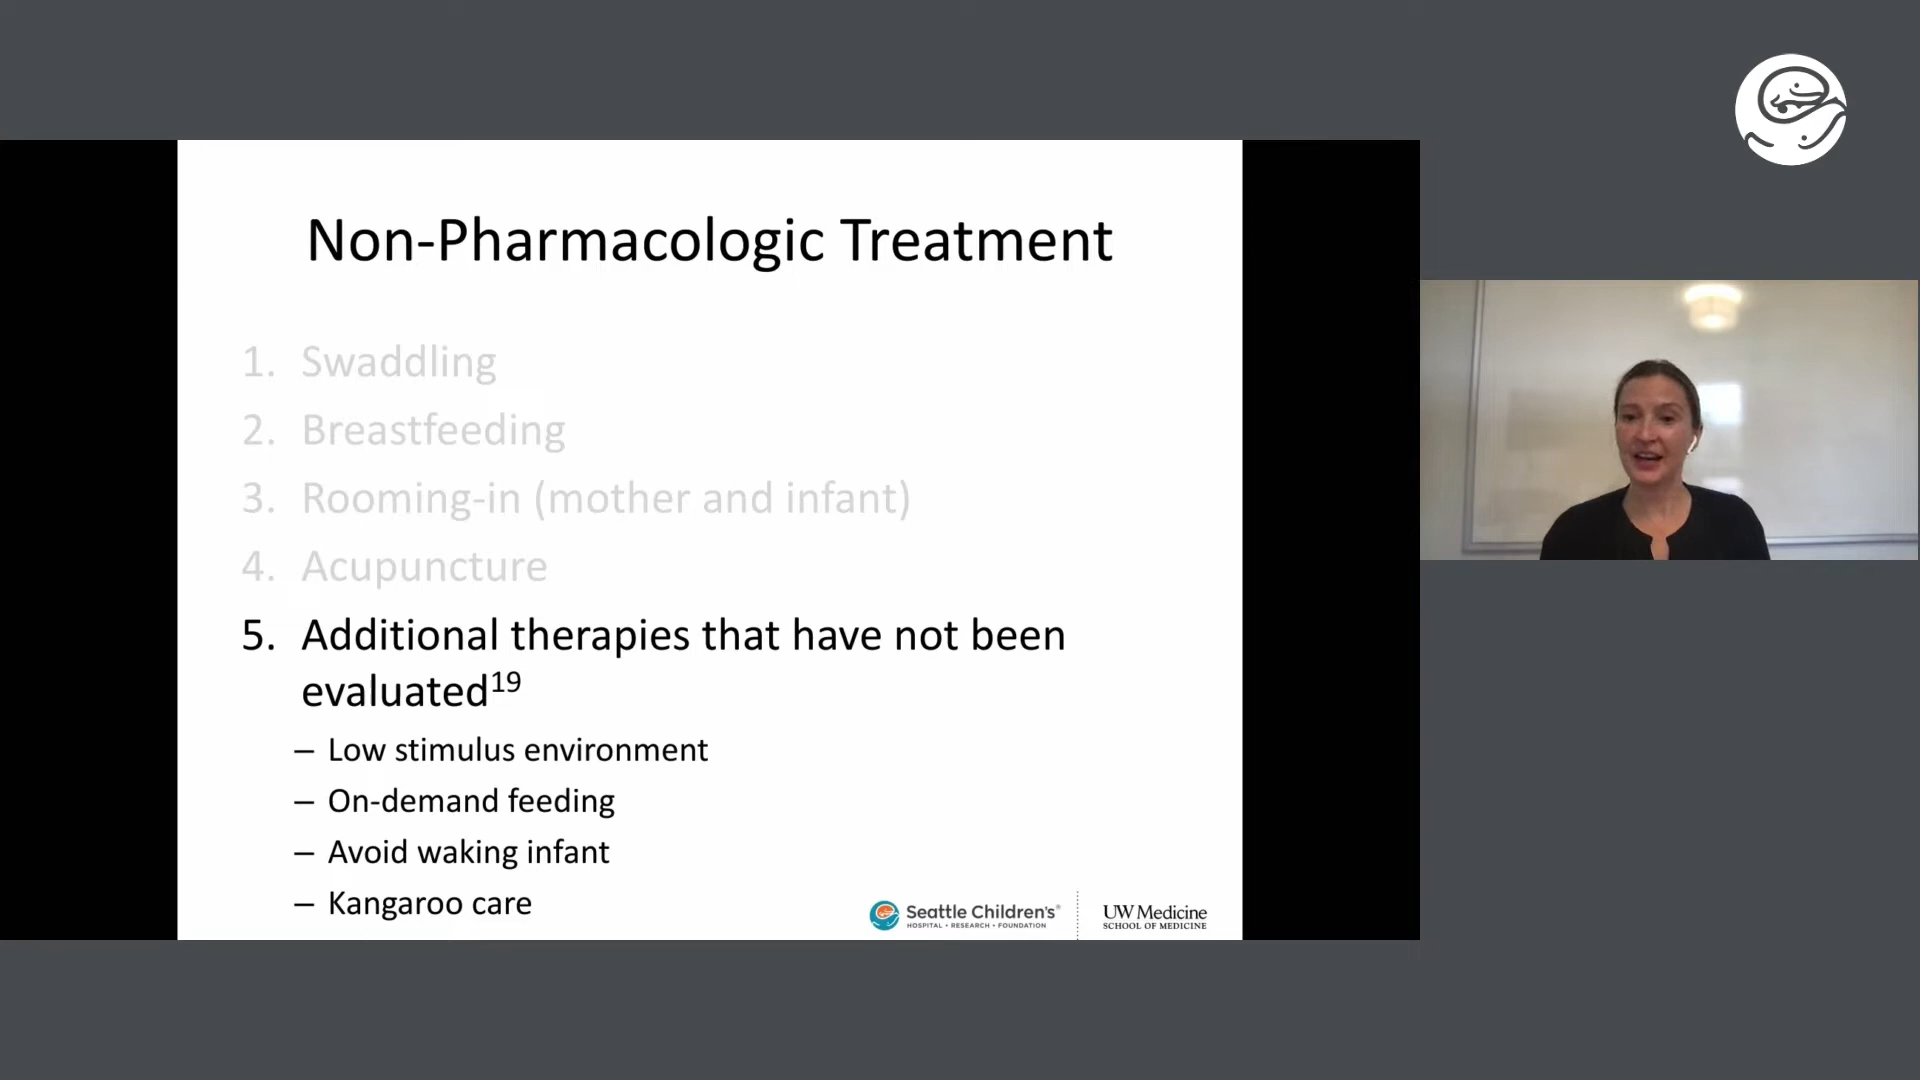 Non-Pharmacologic Treatment
1. Swaddling
2. Breastfeeding
3. Rooming-in (mother and infant)
4. Acupuncture
5. Additional therapies that have not been
evaluated19
– Low stimulus environment
– On-demand feeding
– Avoid waking infant
– Kangaroo care
Seattle Children's®
HOSPITAL • RESEARCH • FOUNDATION
UW Medicine
SCHOOL OF MEDICINE